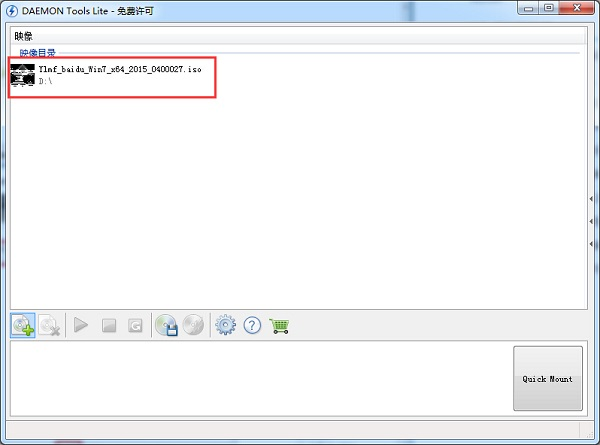 DAEMON Tools Lite - 免费许可
映像
映像目录
Ylmf_baidu_Win7_x64_2015_0400027.iso
D:\
Quick Mount